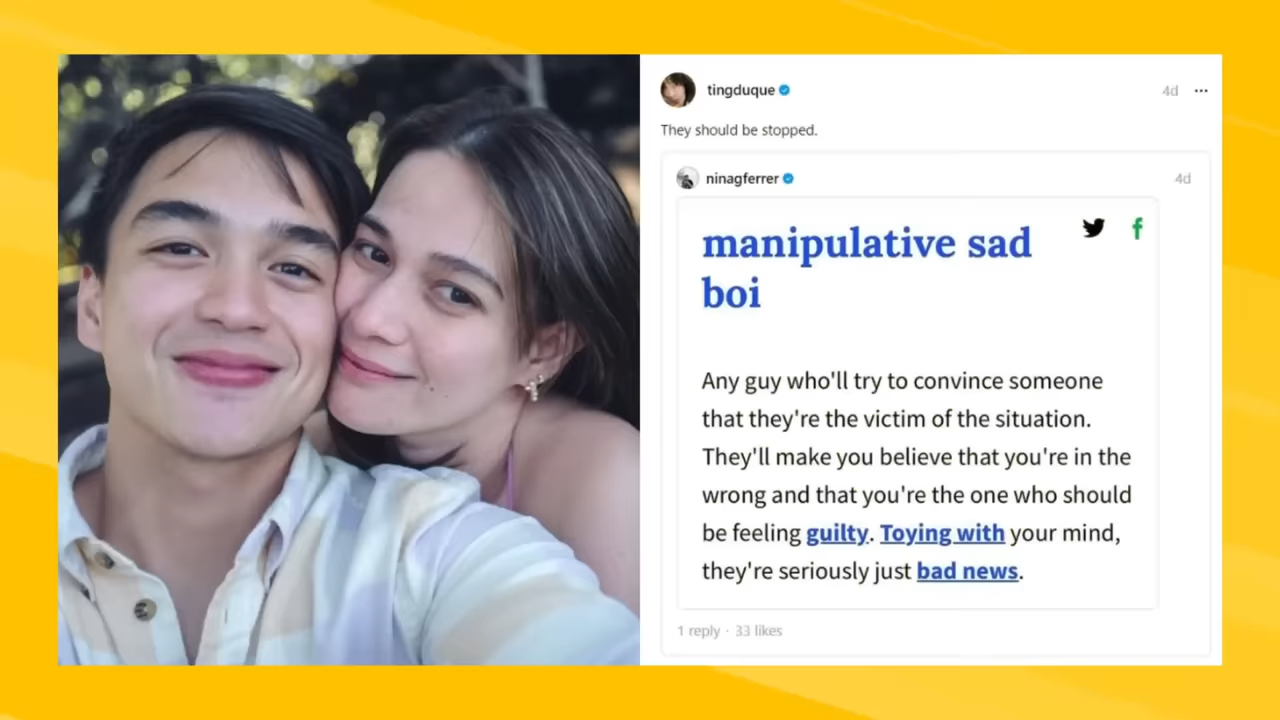 tingduque
4d
They should be stopped.
ninagferrer
4d
manipulative sad
boi
Any guy who'll try to convince someone
that they're the victim of the situation.
They'll make you believe that you're in the
wrong and that you're the one who should
be feeling guilty. Toying with your mind,
they're seriously just bad news.
1 reply · 33 likes